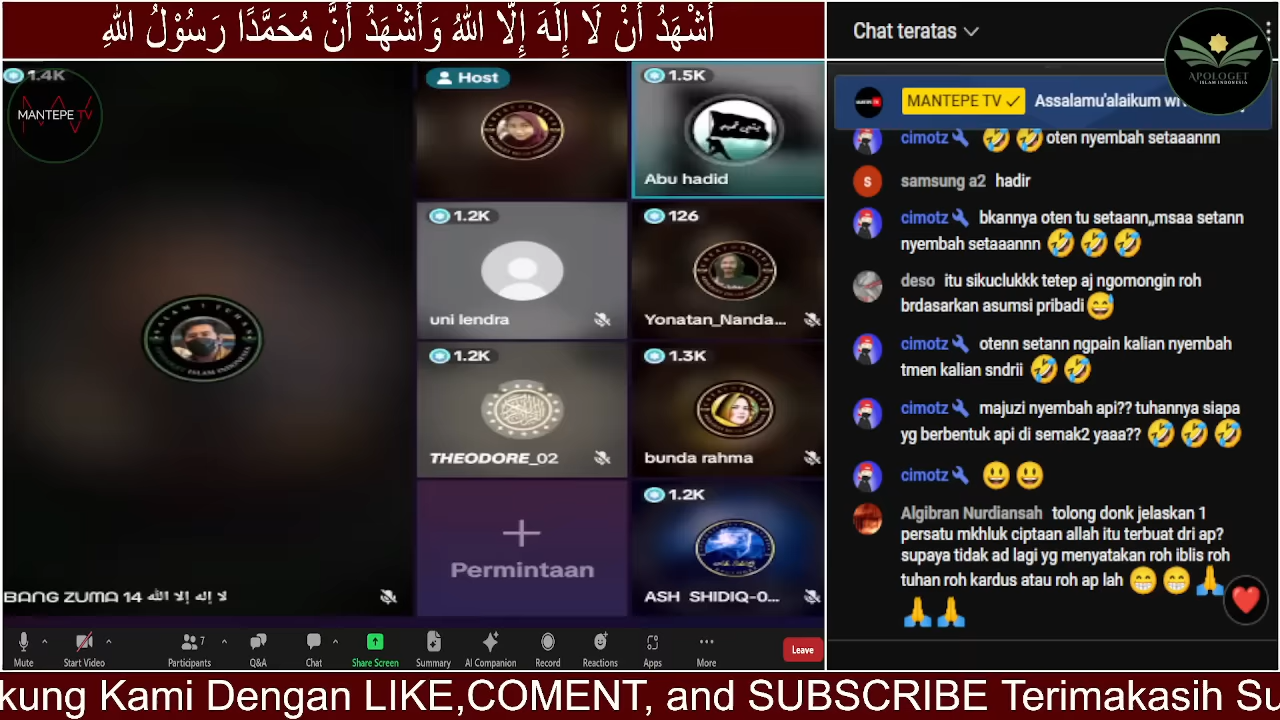 أَشْهَدُ أَنْ لَا إِلَهَ إِلَّا اللهُ وَأَشْهَدُ أَنَّ مُحَمَّدًا رَسُوْلُ اللهِ
1.4K
MANTEPE TV
BANG ZUMA 14 لا إله إلا الله
Host
1.5K
Abu hadid
1.2K
uni lendra
126
Yonatan_Nanda...
1.2K
THEODORE_02
1.3K
bunda rahma
Permintaan
1.2K
ASH SHIDIQ-0...
Mute
Start Video
Participants
7
Q&A
Chat
Share Screen
Summary
AI Companion
Record
Reactions
Apps
More
Leave
Chat teratas
APOLOGET
ISLAM INDONESIA
MANTEPE TV Assalamu'alaikum
cimotz oten nyembah setaaannn
samsung a2 hadir
cimotz bkannya oten tu setaann,,msaa setann
nyembah setaaannn
deso itu sikuclukkk tetep aj ngomongin roh
brdasarkan asumsi pribadi
cimotz otenn setann ngpain kalian nyembah
tmen kalian sndrii
cimotz majuzi nyembah api?? tuhannya siapa
yg berbentuk api di semak2 yaaa??
cimotz
Algibran Nurdiansah tolong donk jelaskan 1
persatu mkhluk ciptaan allah itu terbuat dri ap?
supaya tidak ad lagi yg menyatakan roh iblis roh
tuhan roh kardus atau roh ap lah
kung Kami Dengan LIKE,COMENT, and SUBSCRIBE Terimakasih Su